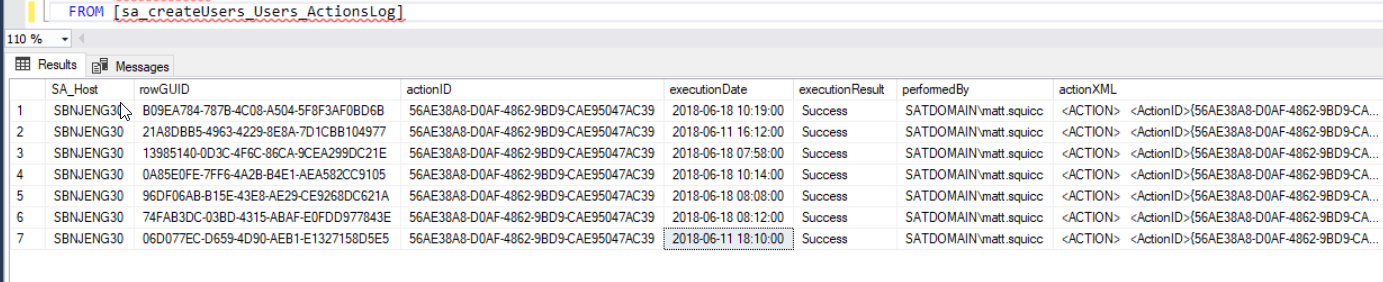 FROM [sa_createUsers_Users_ActionsLog]
110 %
Results Messages
SA_Host rowGUID actionID executionDate executionResult performedBy actionXML
1 SBNJENG30 B09EA784-787B-4C08-A504-5F8F3AF0BD6B 56AE38A8-D0AF-4862-9BD9-CAE95047AC39 2018-06-18 10:19:00 Success SATDOMAIN\matt.squicc <ACTION> <ActionID>{56AE38A8-D0AF-4862-9BD9-CA...
2 SBNJENG30 21A8DBB5-4963-4229-8E8A-7D1CBB104977 56AE38A8-D0AF-4862-9BD9-CAE95047AC39 2018-06-11 16:12:00 Success SATDOMAIN\matt.squicc <ACTION> <ActionID>{56AE38A8-D0AF-4862-9BD9-CA...
3 SBNJENG30 13985140-0D3C-4F6C-86CA-9CEA299DC21E 56AE38A8-D0AF-4862-9BD9-CAE95047AC39 2018-06-18 07:58:00 Success SATDOMAIN\matt.squicc <ACTION> <ActionID>{56AE38A8-D0AF-4862-9BD9-CA...
4 SBNJENG30 0A85E0FE-7FF6-4A2B-B4E1-AEA582CC9105 56AE38A8-D0AF-4862-9BD9-CAE95047AC39 2018-06-18 10:14:00 Success SATDOMAIN\matt.squicc <ACTION> <ActionID>{56AE38A8-D0AF-4862-9BD9-CA...
5 SBNJENG30 96DF06AB-B15E-43E8-AE29-CE9268DC621A 56AE38A8-D0AF-4862-9BD9-CAE95047AC39 2018-06-18 08:08:00 Success SATDOMAIN\matt.squicc <ACTION> <ActionID>{56AE38A8-D0AF-4862-9BD9-CA...
6 SBNJENG30 74FAB3DC-03BD-4315-ABAF-E0FDD977843E 56AE38A8-D0AF-4862-9BD9-CAE95047AC39 2018-06-18 08:12:00 Success SATDOMAIN\matt.squicc <ACTION> <ActionID>{56AE38A8-D0AF-4862-9BD9-CA...
7 SBNJENG30 06D077EC-D659-4D90-AEB1-E1327158D5E5 56AE38A8-D0AF-4862-9BD9-CAE95047AC39 2018-06-11 18:10:00 Success SATDOMAIN\matt.squicc <ACTION> <ActionID>{56AE38A8-D0AF-4862-9BD9-CA...